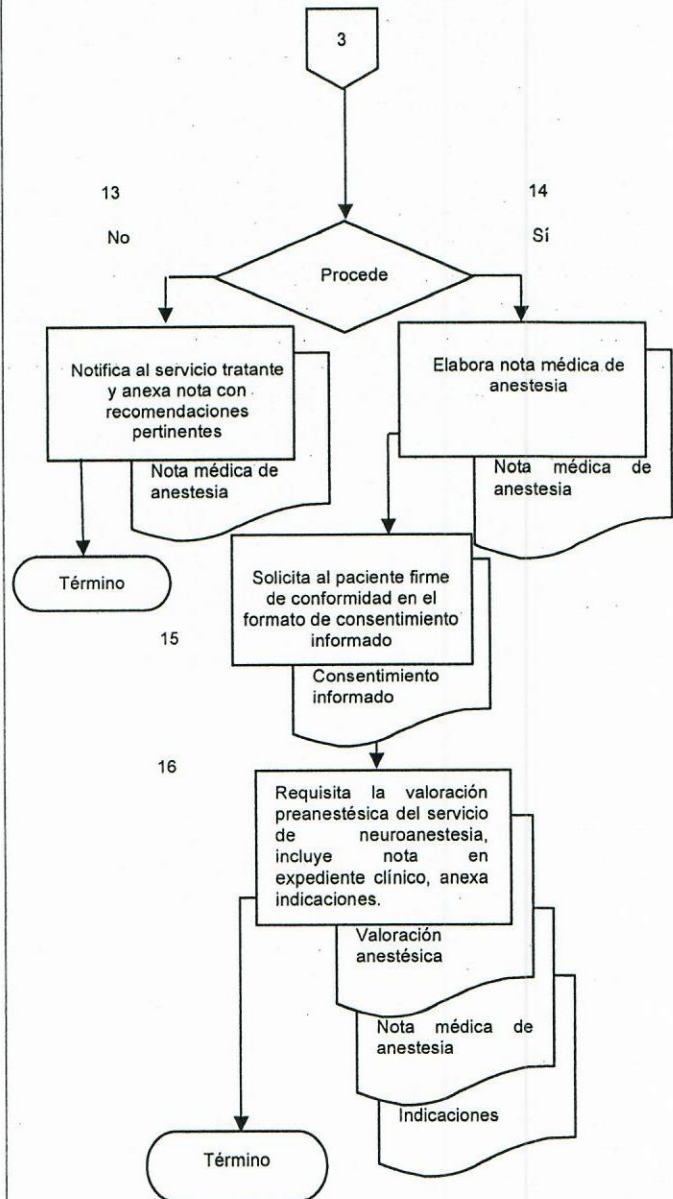 3
13
14
No
Sí
Procede
Notifica al servicio tratante
y anexa nota con
recomendaciones
pertinentes
Nota médica de
anestesia
Elabora nota médica de
anestesia
Nota médica de
anestesia
Término
Solicita al paciente firme
de conformidad en el
formato de consentimiento
informado
15
Consentimiento
informado
16
Requisita la valoración
preanestésica del servicio
de neuroanestesia,
incluye nota en
expediente clínico, anexa
indicaciones.
Valoración
anestésica
Nota médica de
anestesia
Indicaciones
Término